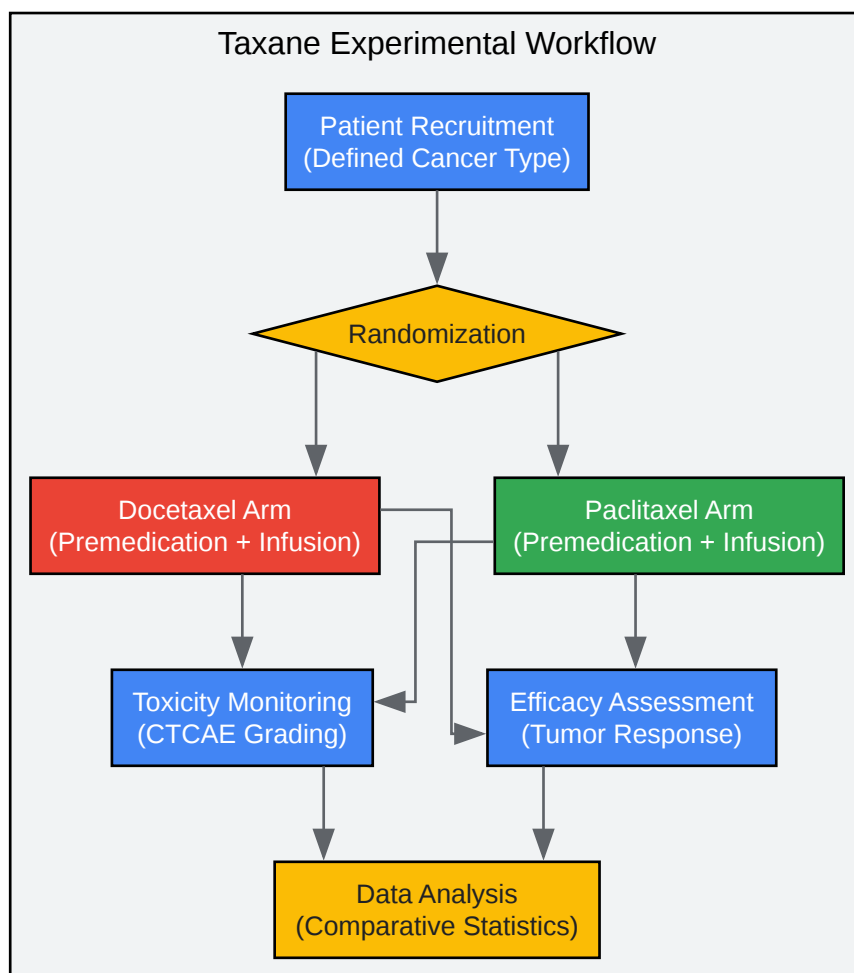 Taxane Experimental Workflow
Patient Recruitment
(Defined Cancer Type)
Randomization
Docetaxel Arm
(Premedication + Infusion)
Paclitaxel Arm
(Premedication + Infusion)
Toxicity Monitoring
(CTCAE Grading)
Efficacy Assessment
(Tumor Response)
Data Analysis
(Comparative Statistics)